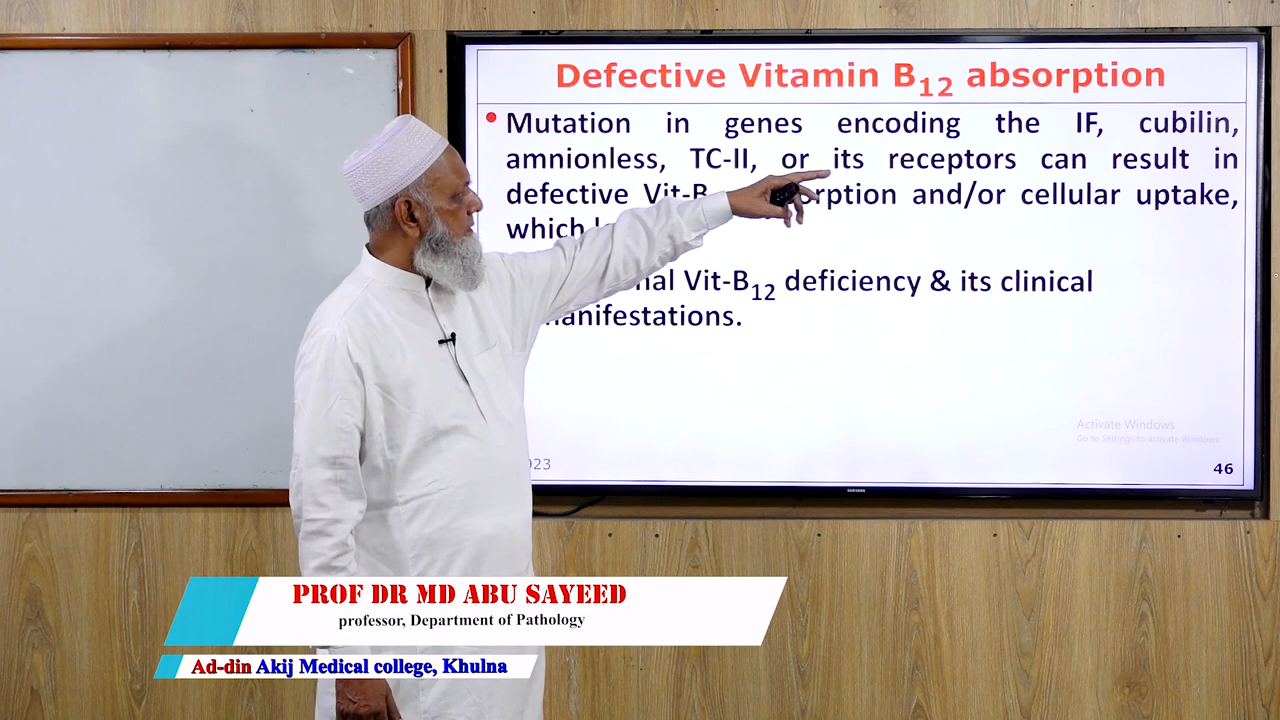 Defective Vitamin B12 absorption
• Mutation in genes encoding the IF, cubilin,
amnionless, TC-II, or its receptors can result in
defective Vit-B rption and/or cellular uptake,
which
nal Vit-B12 deficiency & its clinical
manifestations.
Activate Windows
Go to Settings to activate Windows.
023
46
SAMSUNG
PROF DR MD ABU SAYEED
professor, Department of Pathology
Ad-din Akij Medical college, Khulna